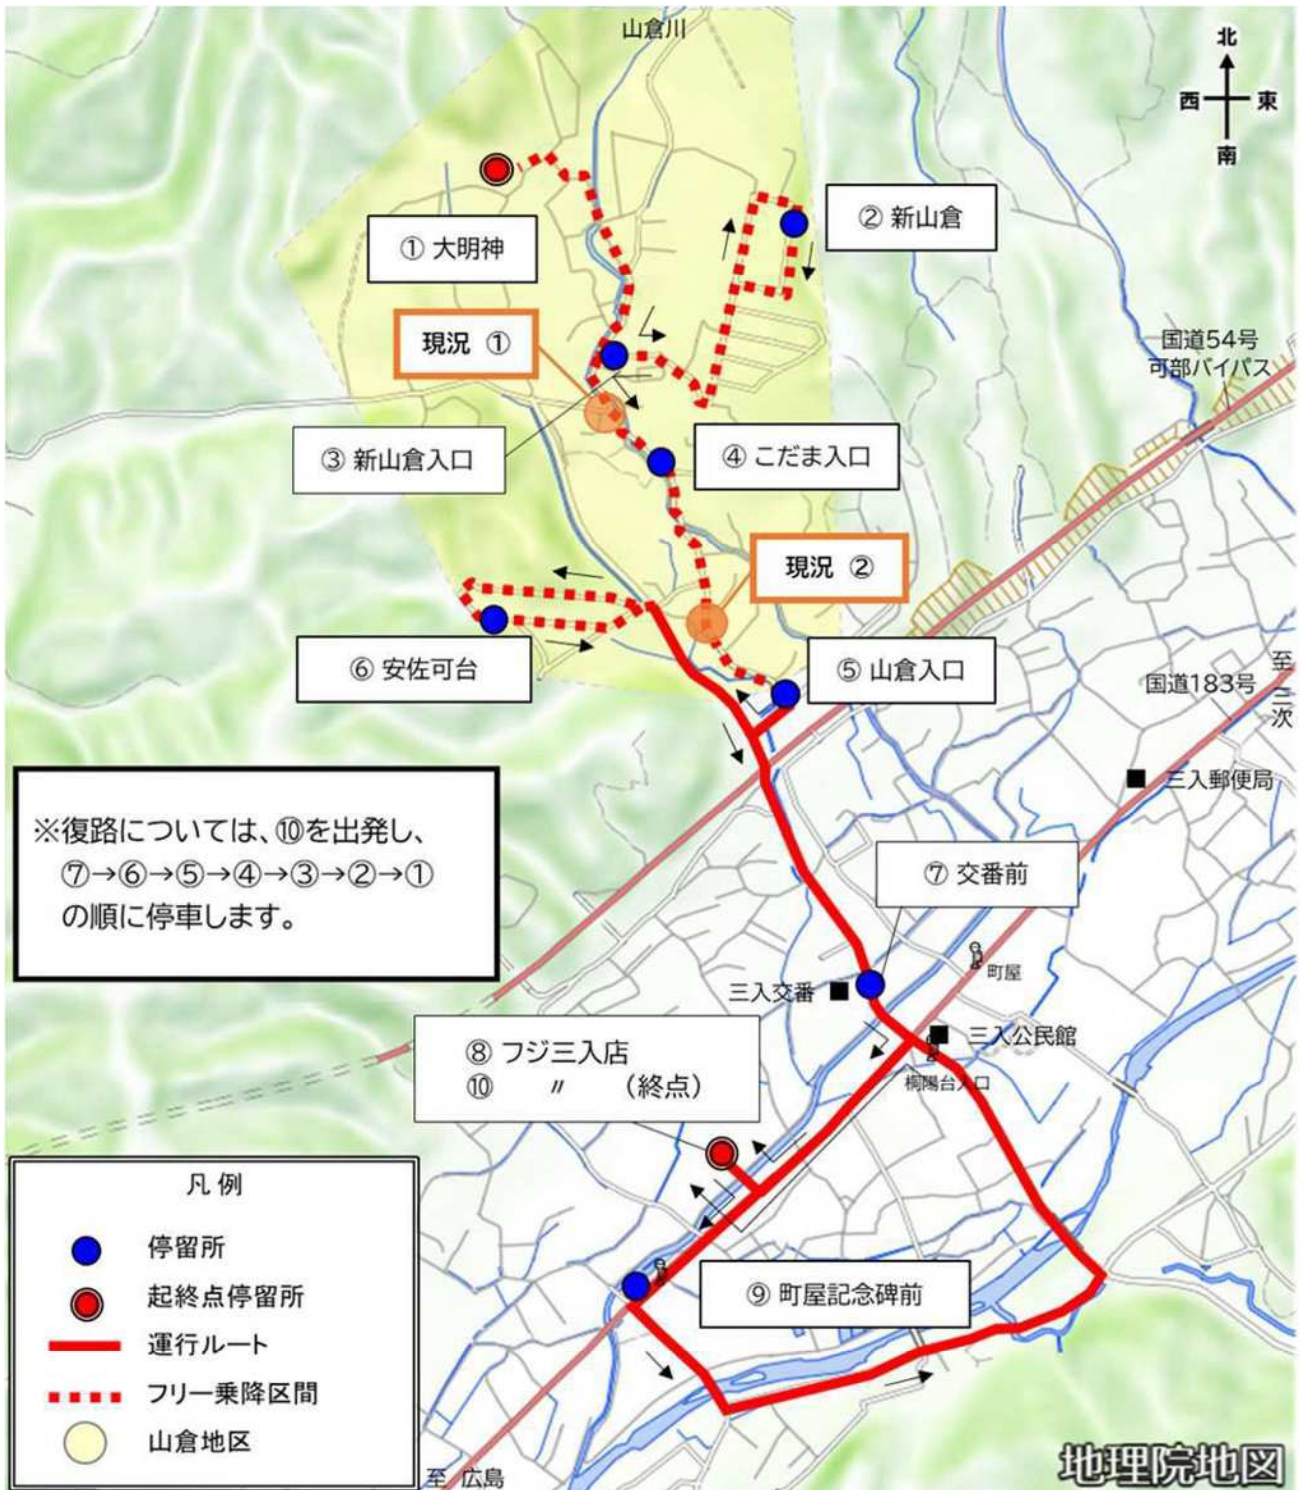 山倉川
北
西 東
南
① 大明神
② 新山倉
現況 ①
国道54号
可部バイパス
③ 新山倉入口
④ こだま入口
現況 ②
⑥ 安佐可台
⑤ 山倉入口
至三次
国道183号
三入郵便局
※復路については、⑩を出発し、
⑦→⑥→⑤→④→③→②→①
の順に停車します。
⑦ 交番前
町屋
三入交番
三入公民館
桐陽台入口
⑧ フジ三入店
⑩ 〃 （終点）
⑨ 町屋記念碑前
凡例
停留所
起終点停留所
運行ルート
フリー乗降区間
山倉地区
至 広島
地理院地図